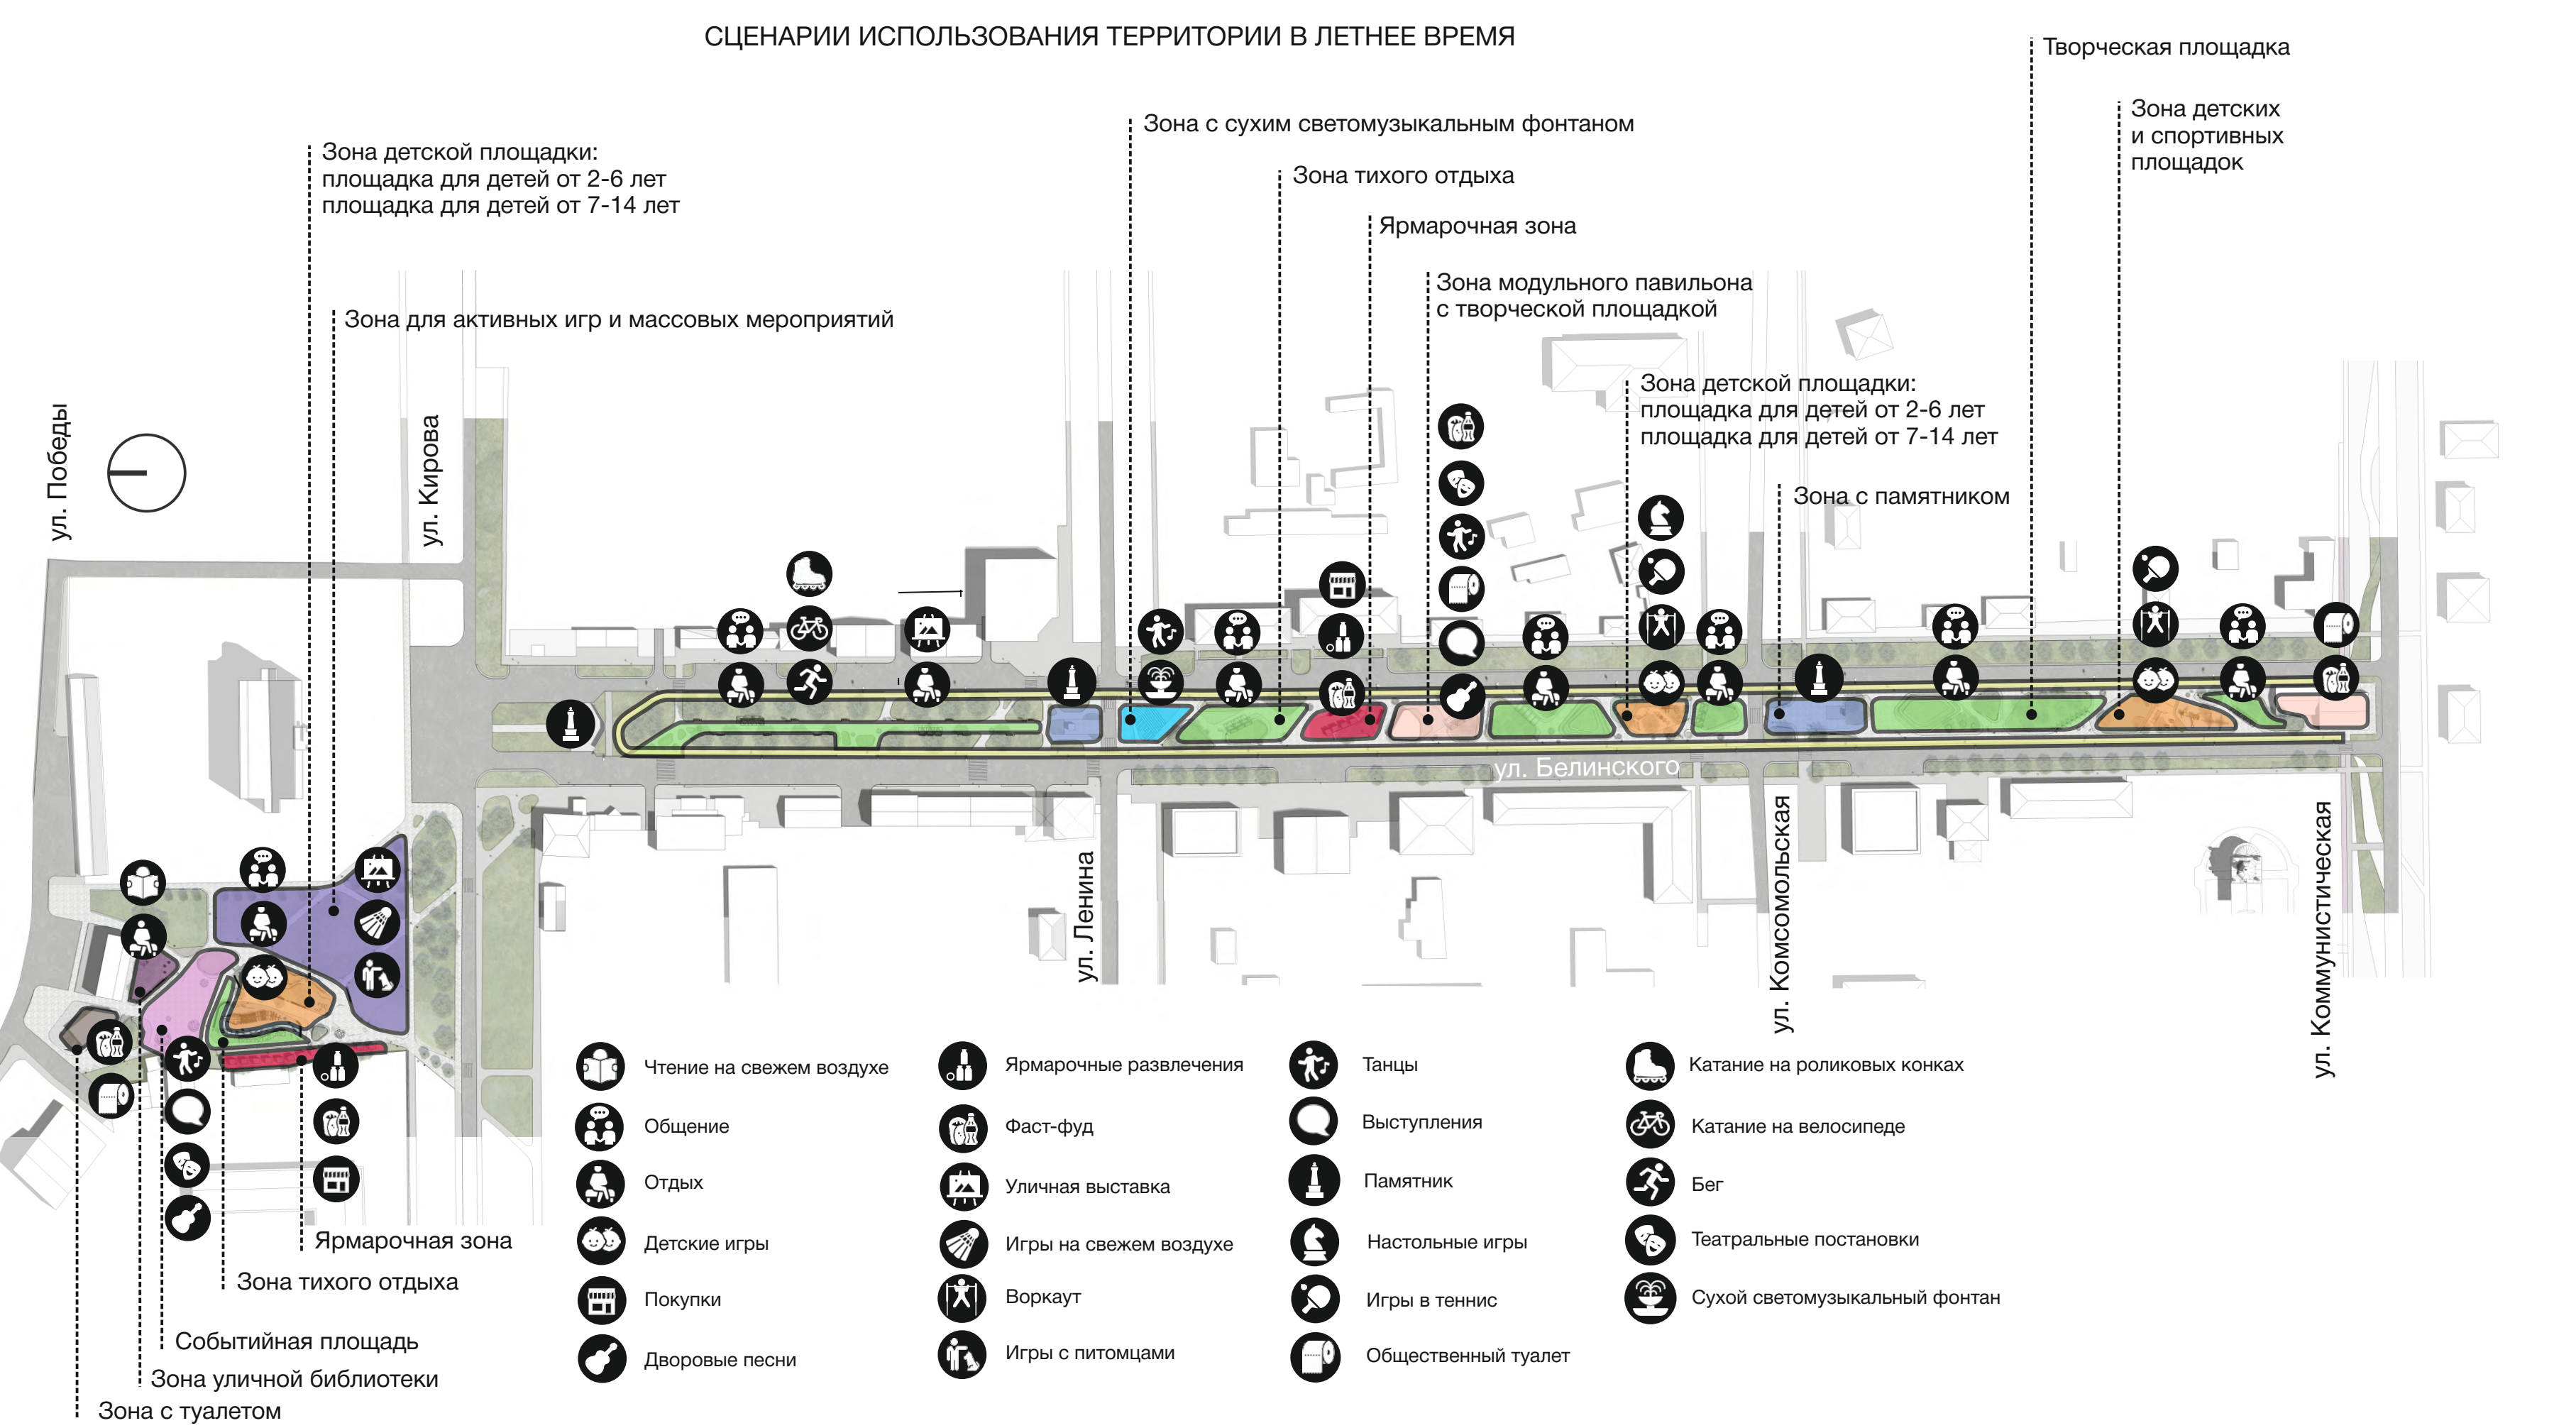 СЦЕНАРИИ ИСПОЛЬЗОВАНИЯ ТЕРРИТОРИИ В ЛЕТНЕЕ ВРЕМЯ
Творческая площадка
Зона детских
и спортивных
площадок
Зона с сухим светомузыкальным фонтаном
Зона детской площадки:
площадка для детей от 2-6 лет
площадка для детей от 7-14 лет
Зона тихого отдыха
Ярмарочная зона
Зона модульного павильона
с творческой площадкой
Зона для активных игр и массовых мероприятий
Зона детской площадки:
площадка для детей от 2-6 лет
площадка для детей от 7-14 лет
Зона с памятником
ул. Победы
ул. Кирова
ул. Белинского
ул. Ленина
ул. Комсомольская
ул. Коммунистическая
Ярмарочная зона
Зона тихого отдыха
Событийная площадь
Зона уличной библиотеки
Зона с туалетом
Чтение на свежем воздухе
Общение
Отдых
Детские игры
Покупки
Дворовые песни
Ярмарочные развлечения
Фаст-фуд
Уличная выставка
Игры на свежем воздухе
Воркаут
Игры с питомцами
Танцы
Выступления
Памятник
Настольные игры
Игры в теннис
Общественный туалет
Катание на роликовых конках
Катание на велосипеде
Бег
Театральные постановки
Сухой светомузыкальный фонтан